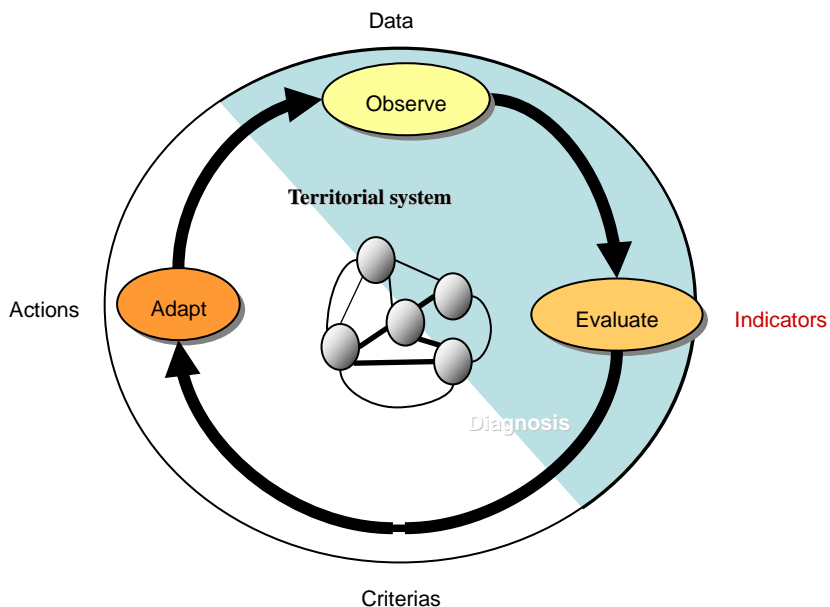 Data
Observe
Territorial system
Actions
Adapt
Evaluate
Indicators
Diagnosis
Criterias